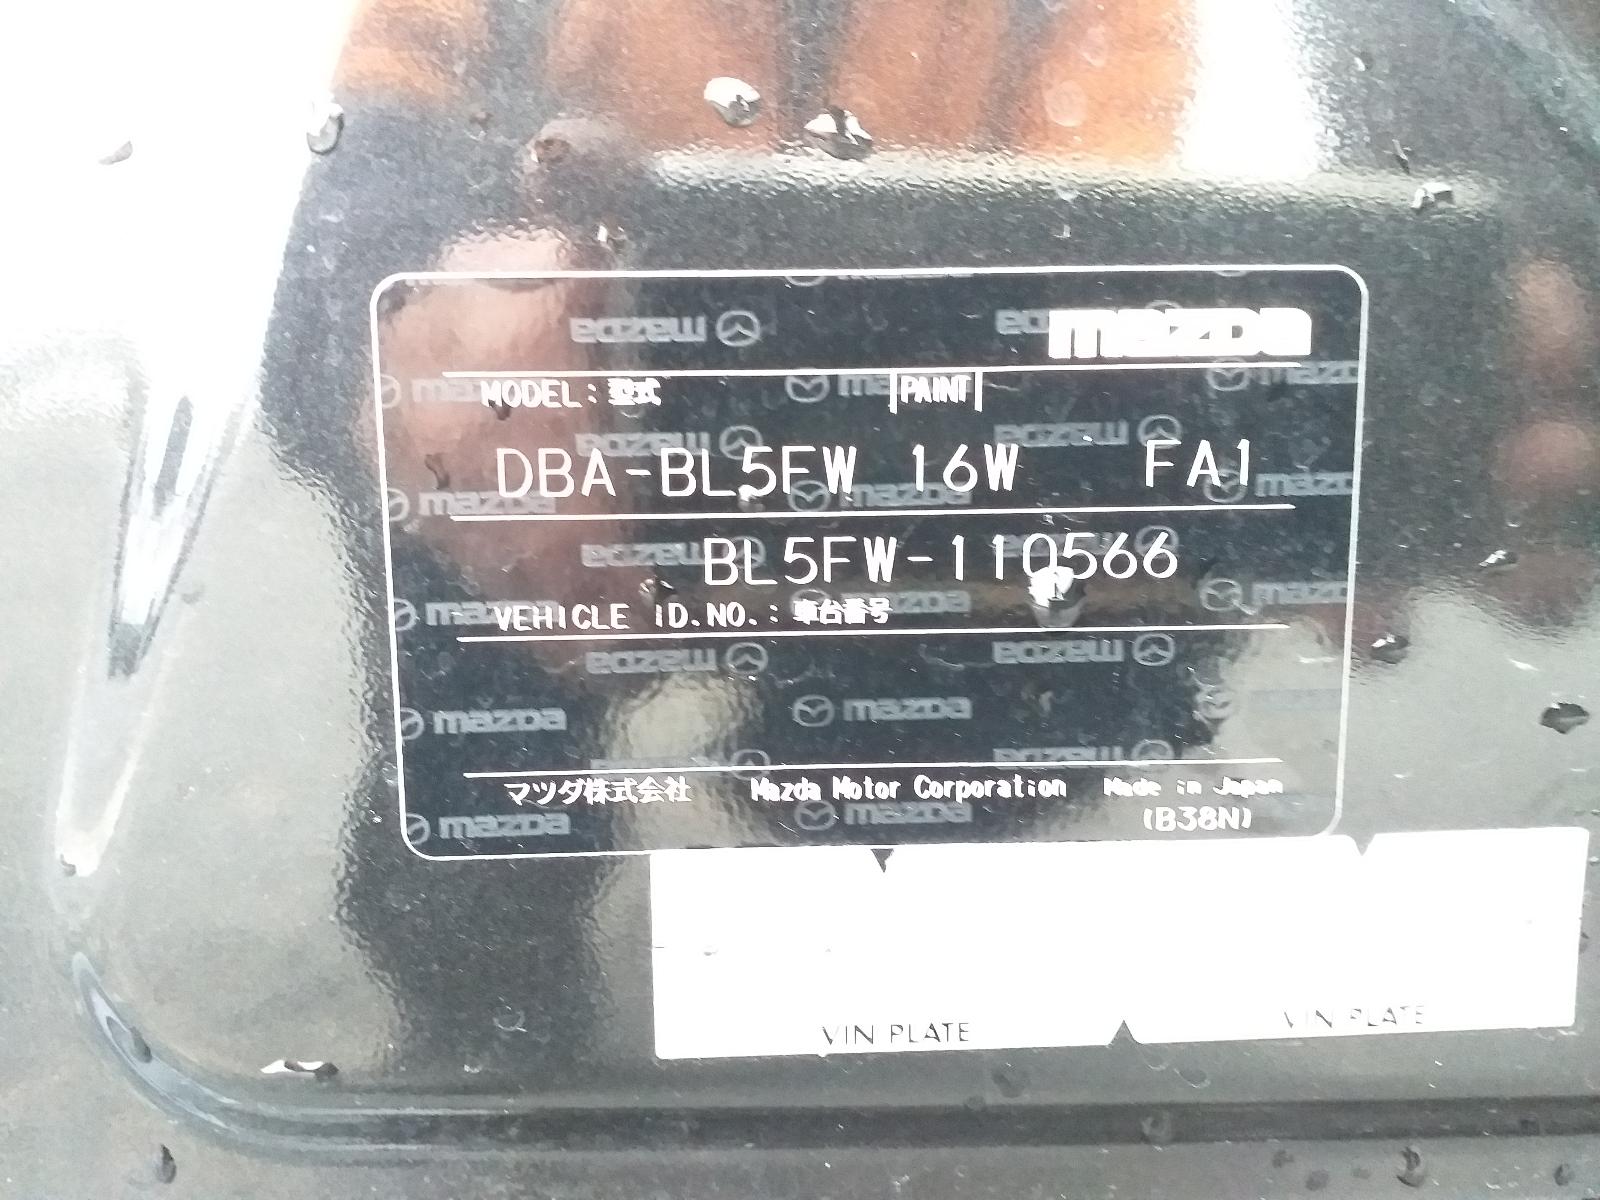 mazda
MODEL: 型式 PAINT
DBA-BL5FW 16W FA1
BL5FW-110566
VEHICLE ID.NO.: 車台番号
マツダ株式会社 Mazda Motor Corporation Made in Japan
(B38N)
VIN PLATE VIN PLATE